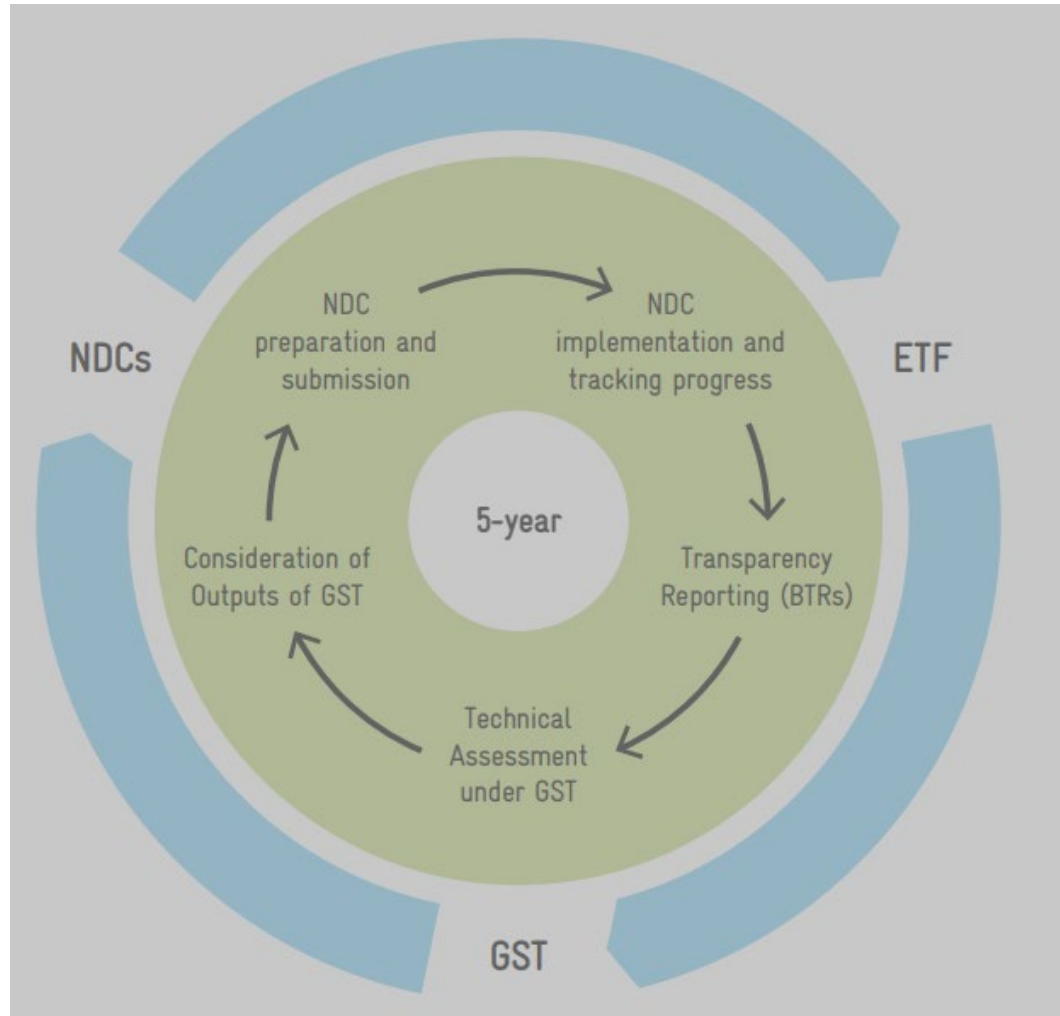 NDC
preparation and
submission
NDC
implementation and
tracking progress
NDCs
ETF
5-year
Consideration of
Outputs of GST
Transparency
Reporting (BTRs)
Technical
Assessment
under GST
GST